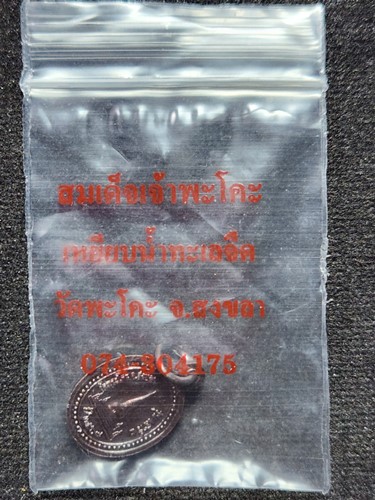 สมเด็จเจ้าพะโคะ
เหยียบน้ำทะเลจืด
วัดพะโคะ จ.สงขลา
074-304175